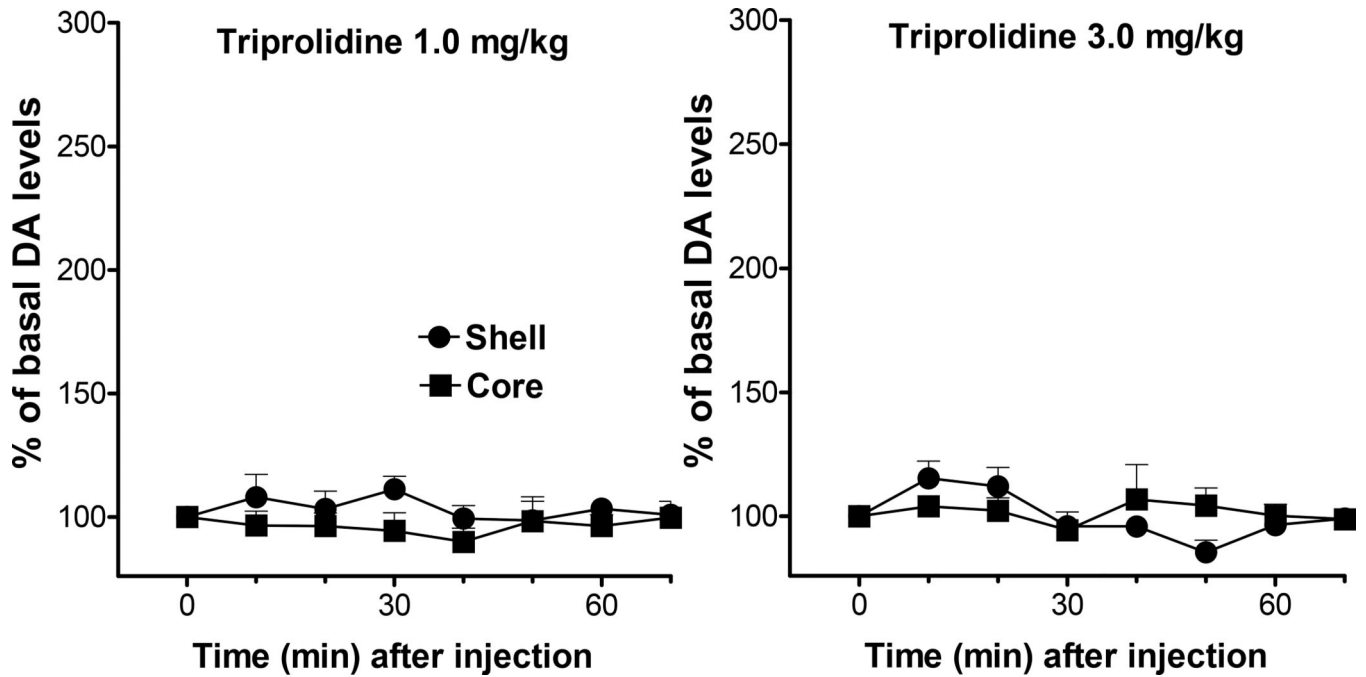 Triprolidine 1.0 mg/kg
% of basal DA levels
300
250
200
150
100
Shell
Core
0 30 60
Time (min) after injection
Triprolidine 3.0 mg/kg
% of basal DA levels
300
250
200
150
100
0 30 60
Time (min) after injection